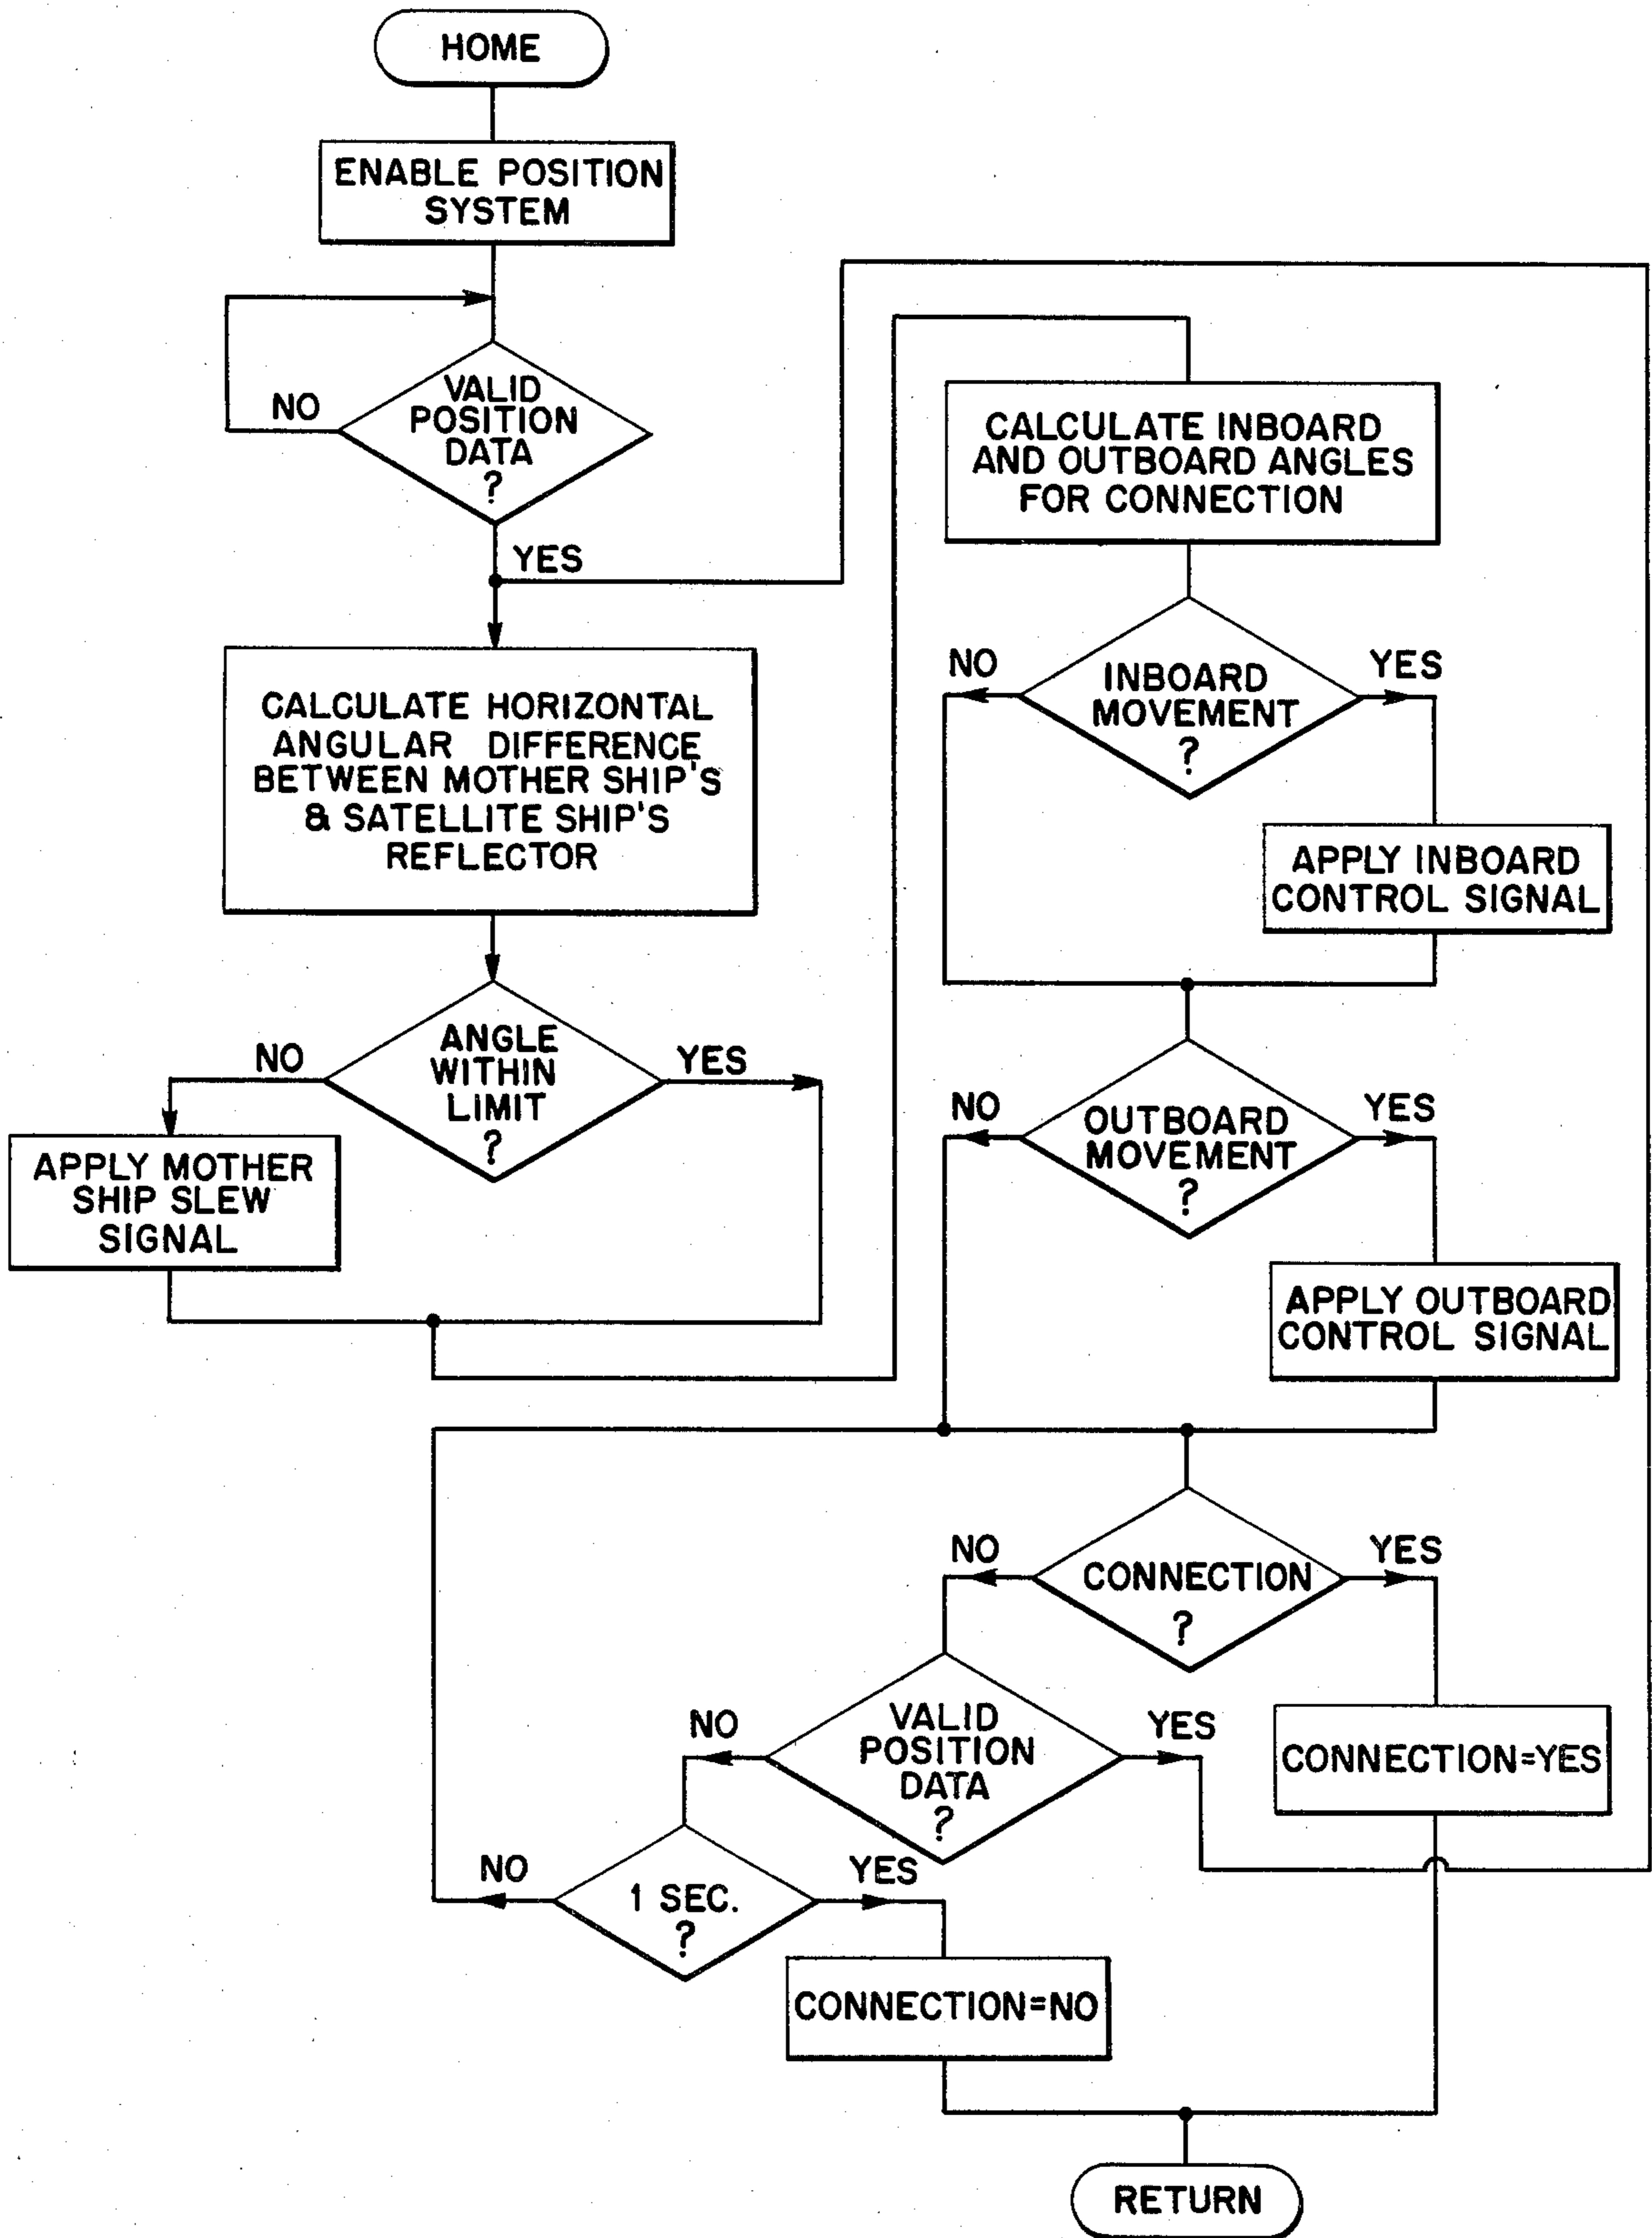 HOME
ENABLE POSITION
SYSTEM
NO
VALID
POSITION
DATA
?
YES
CALCULATE HORIZONTAL
ANGULAR DIFFERENCE
BETWEEN MOTHER SHIP'S
& SATELLITE SHIP'S
REFLECTOR
NO
ANGLE
WITHIN
LIMIT
?
YES
APPLY MOTHER
SHIP SLEW
SIGNAL
CALCULATE INBOARD
AND OUTBOARD ANGLES
FOR CONNECTION
NO
INBOARD
MOVEMENT
?
YES
APPLY INBOARD
CONTROL SIGNAL
NO
OUTBOARD
MOVEMENT
?
YES
APPLY OUTBOARD
CONTROL SIGNAL
NO
CONNECTION
?
YES
CONNECTION=YES
NO
VALID
POSITION
DATA
?
YES
NO
1 SEC.
?
YES
CONNECTION=NO
RETURN